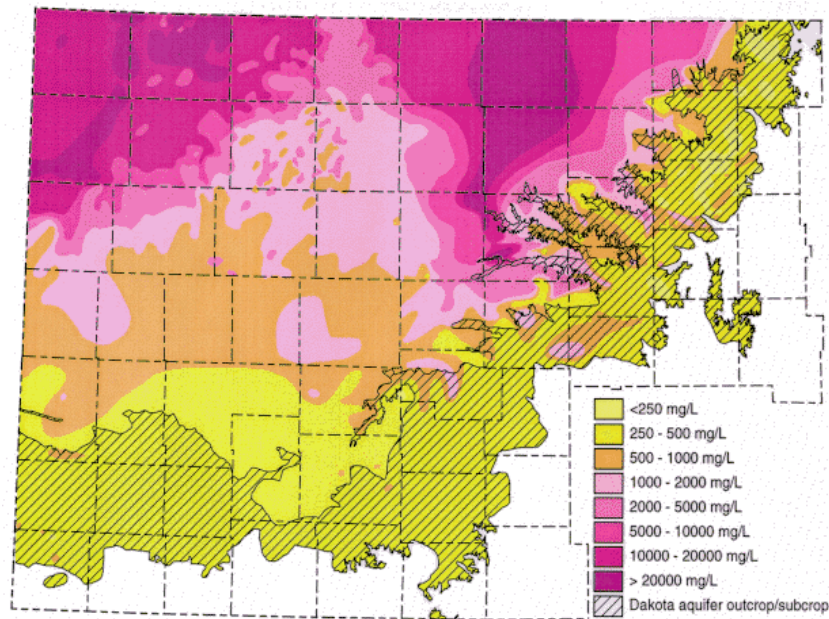 <250 mg/L
250 - 500 mg/L
500 - 1000 mg/L
1000 - 2000 mg/L
2000 - 5000 mg/L
5000 - 10000 mg/L
10000 - 20000 mg/L
> 20000 mg/L
Dakota aquifer outcrop/subcrop